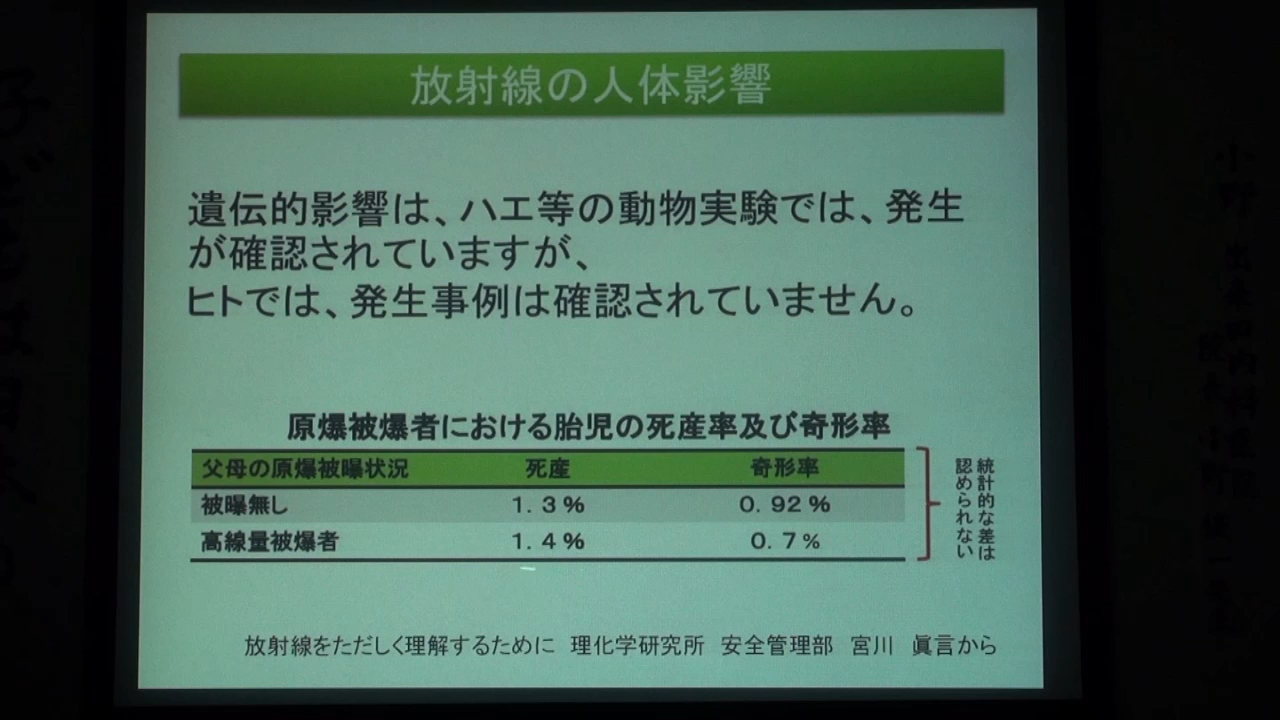 放射線の人体影響
遺伝的影響は、ハエ等の動物実験では、発生
が確認されていますが、
ヒトでは、発生事例は確認されていません。
原爆被爆者における胎児の死産率及び奇形率
父母の原爆被曝状況 死産 奇形率
被曝無し 1.3% 0.92%
高線量被爆者 1.4% 0.7%
統計的な差は
認められない
放射線をただしく理解するために 理化学研究所 安全管理部 宮川 眞言から